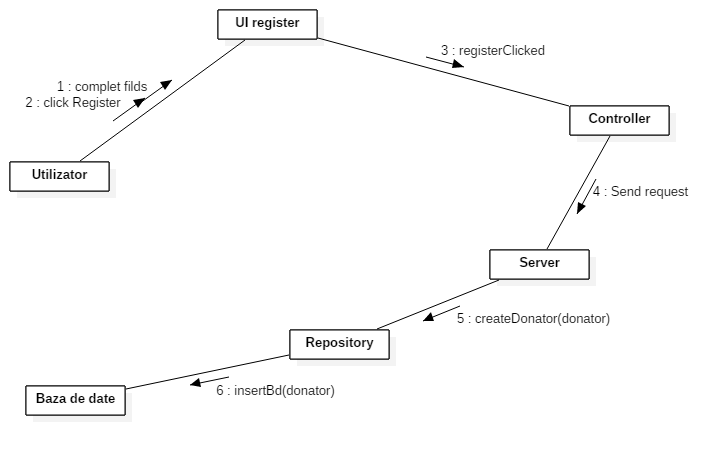 UI register
3 : registerClicked
1 : complet filds
2 : click Register
Controller
Utilizator
4 : Send request
Server
5 : createDonator(donator)
Repository
6 : insertBd(donator)
Baza de date